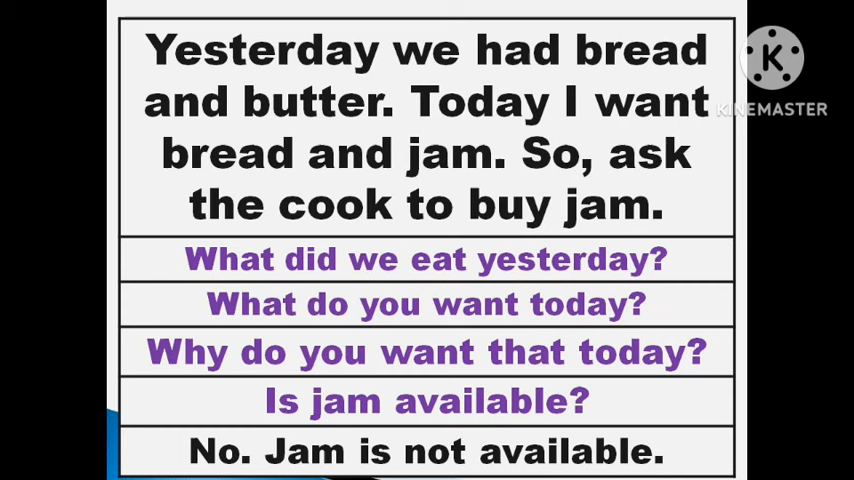 Yesterday we had bread
and butter. Today I want
bread and jam. So, ask
the cook to buy jam.
What did we eat yesterday?
What do you want today?
Why do you want that today?
Is jam available?
No. Jam is not available.
K
KINEMASTER